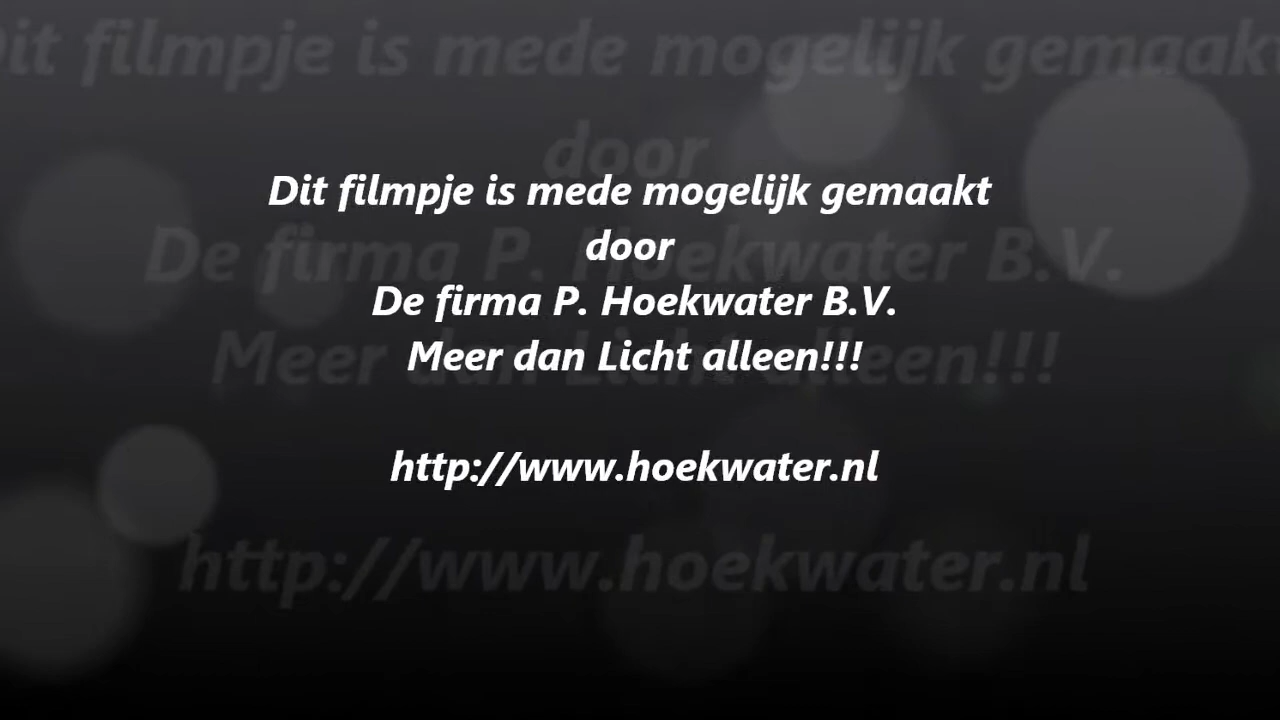 Dit filmpje is mede mogelijk gemaakt
door
De firma P. Hoekwater B.V.
Meer dan Licht alleen!!!
http://www.hoekwater.nl